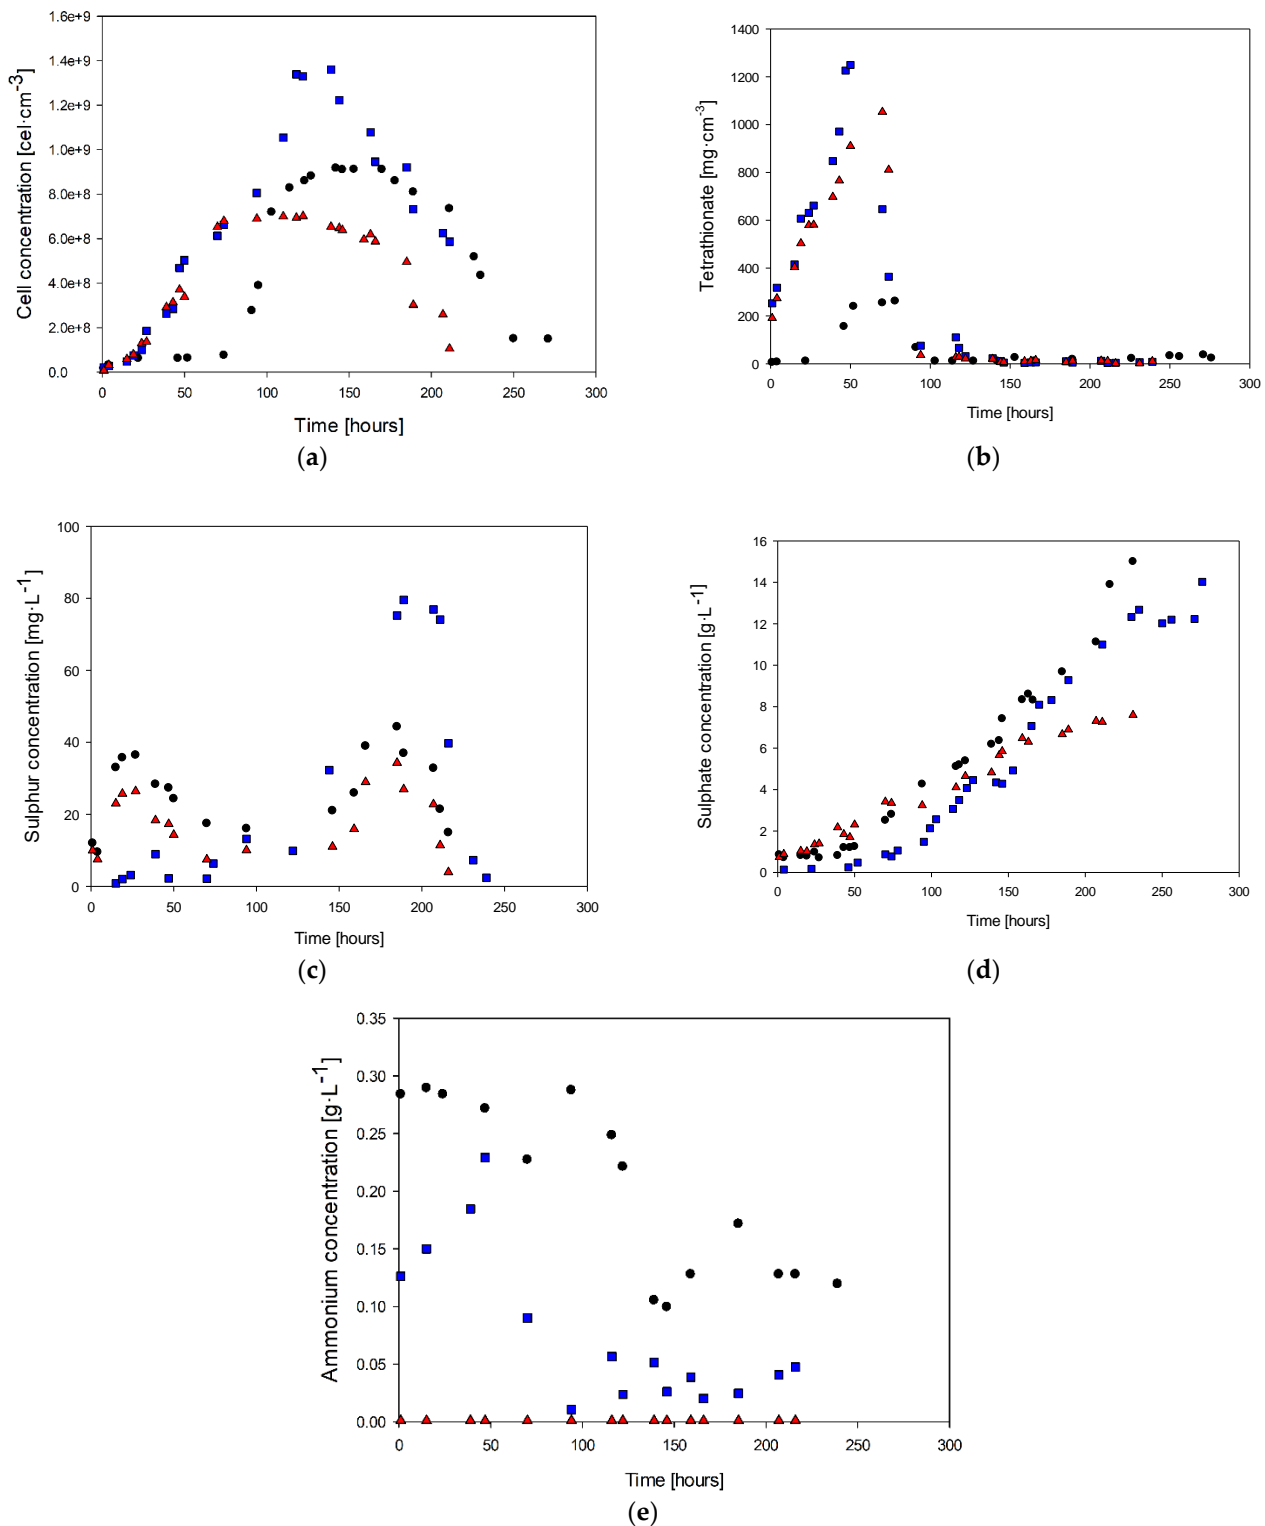 1.6e+9
1.4e+9
1.2e+9
1.0e+9
8.0e+8
6.0e+8
4.0e+8
2.0e+8
0.0
Cell concentration [cel·cm⁻³]
0 50 100 150 200 250 300
Time [hours]
(a)
1400
1200
1000
800
600
400
200
0
Tetrathionate [mg·cm⁻³]
0 50 100 150 200 250 300
Time [hours]
(b)
100
80
60
40
20
0
Sulphur concentration [mg·L⁻¹]
0 50 100 150 200 250 300
Time [hours]
(c)
16
14
12
10
8
6
4
2
0
Sulphate concentration [g·L⁻¹]
0 50 100 150 200 250 300
Time [hours]
(d)
0.35
0.30
0.25
0.20
0.15
0.10
0.05
0.00
Ammonium concentration [g·L⁻¹]
0 50 100 150 200 250 300
Time [hours]
(e)